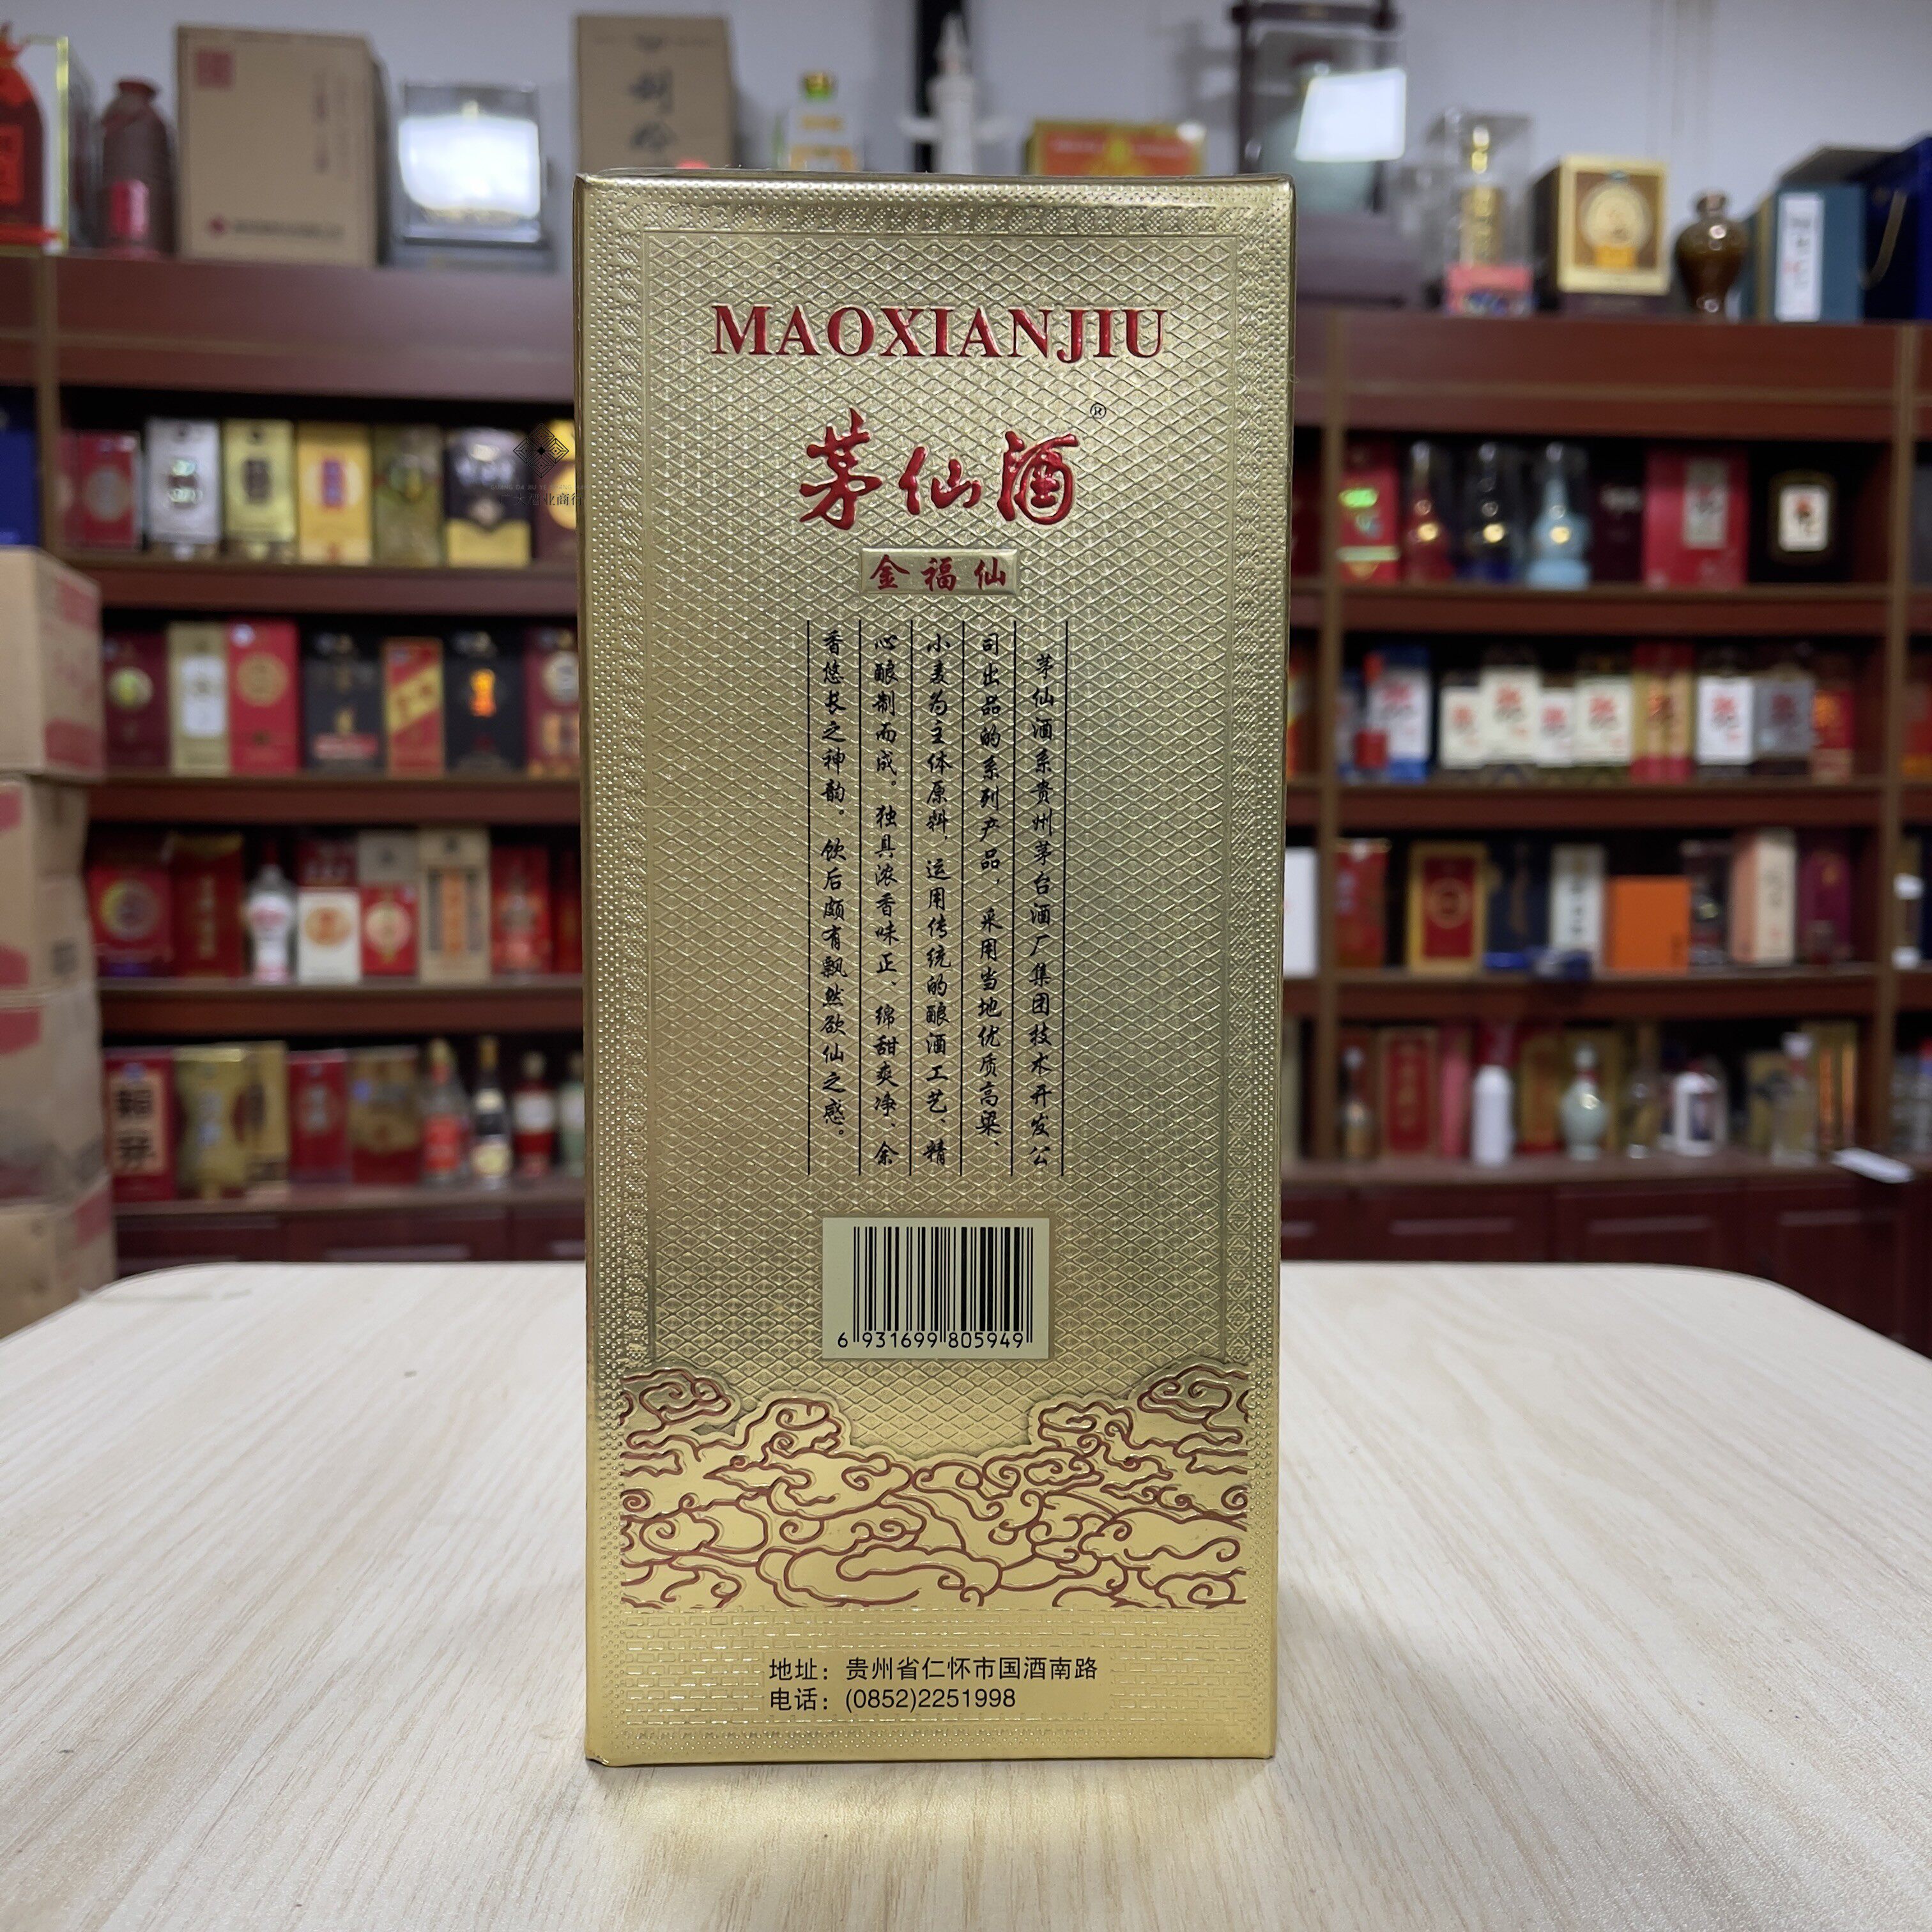 MAOXIANJIU
茅仙酒®
金福仙
茅仙酒系贵州茅台酒厂集团技术开发公
司出品的系列产品，采用当地优质高粱、
小麦为主体原料，运用传统的酿酒工艺、精
心酿制而成。独具浓香味正、绵甜爽净、余
香悠长之神韵。饮后颇有飘然欲仙之感。
6 931699 805949
地址：贵州省仁怀市国酒南路
电话：(0852)2251998